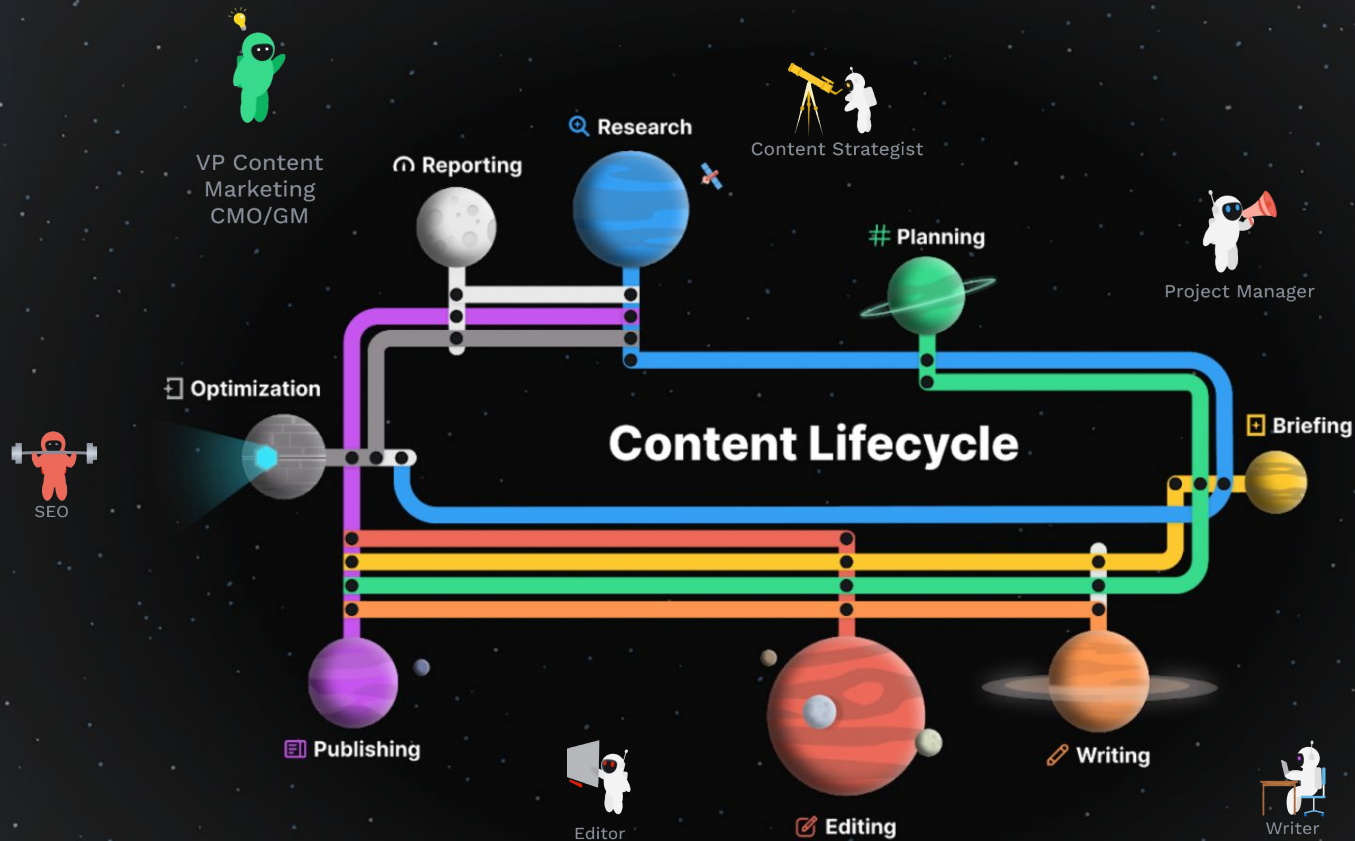 Research
Content Strategist
VP Content
Marketing
CMO/GM
Reporting
Planning
Project Manager
Optimization
Briefing
Content Lifecycle
SEO
Publishing
Writing
Editing
Editor
Writer